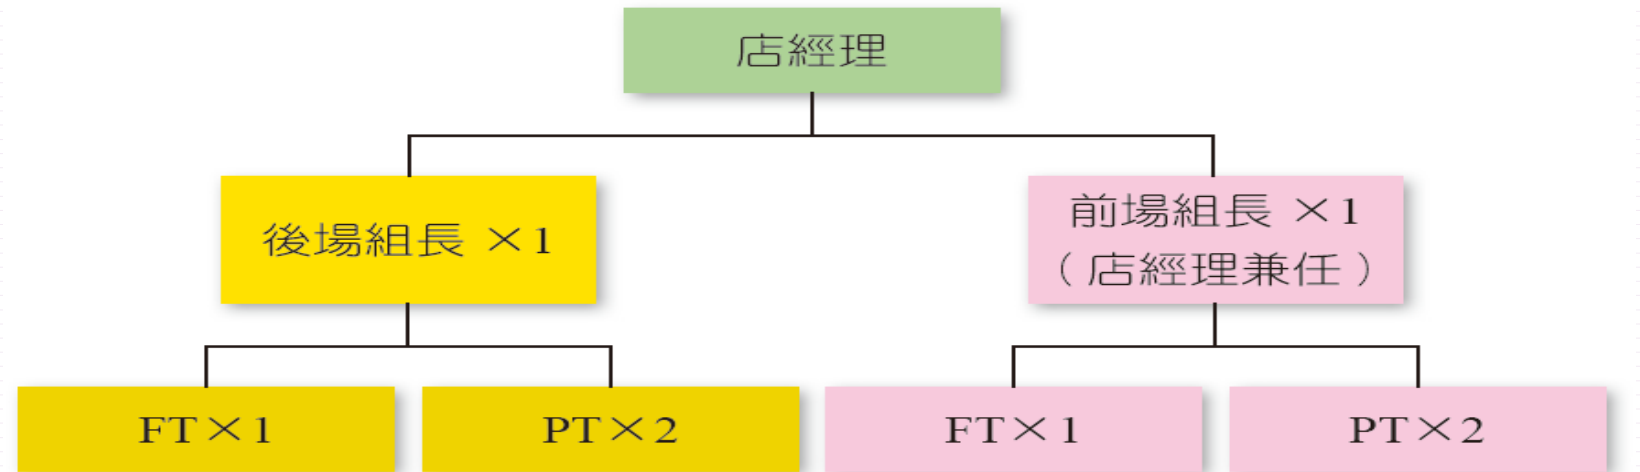 店經理
後場組長 ×1
前場組長 ×1
（店經理兼任）
FT×1
PT×2
FT×1
PT×2